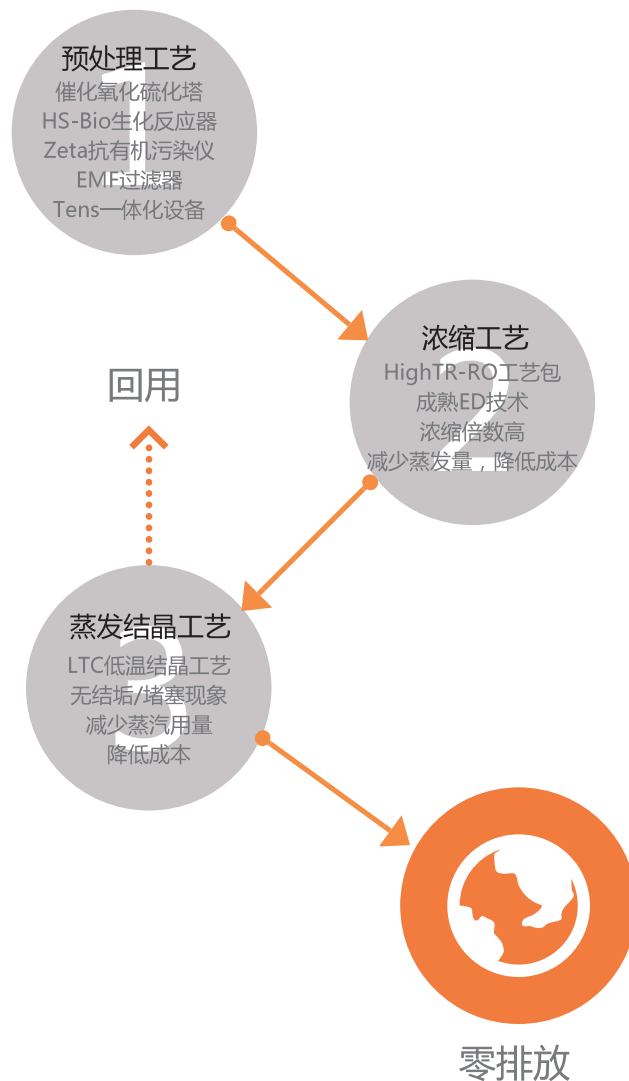 1
预处理工艺
催化氧化硫化塔
HS-Bio生化反应器
Zeta抗有机污染仪
EMF过滤器
Tens一体化设备
2
浓缩工艺
HighTR-RO工艺包
成熟ED技术
浓缩倍数高
减少蒸发量，降低成本
回用
3
蒸发结晶工艺
LTC低温结晶工艺
无结垢/堵塞现象
减少蒸汽用量
降低成本
零排放